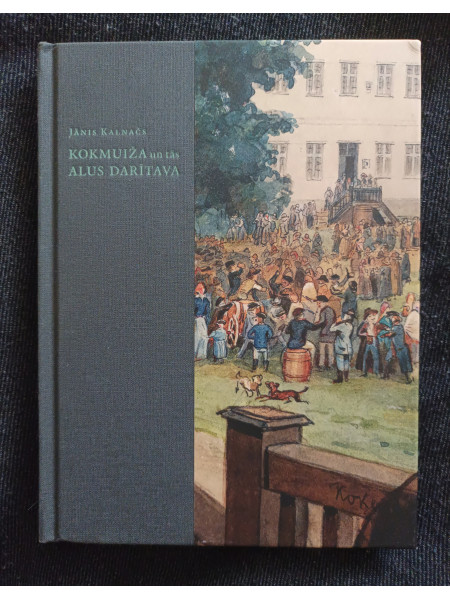 Jānis Kalnačs
KOKMUIŽA un tās
ALUS DARĪTAVA